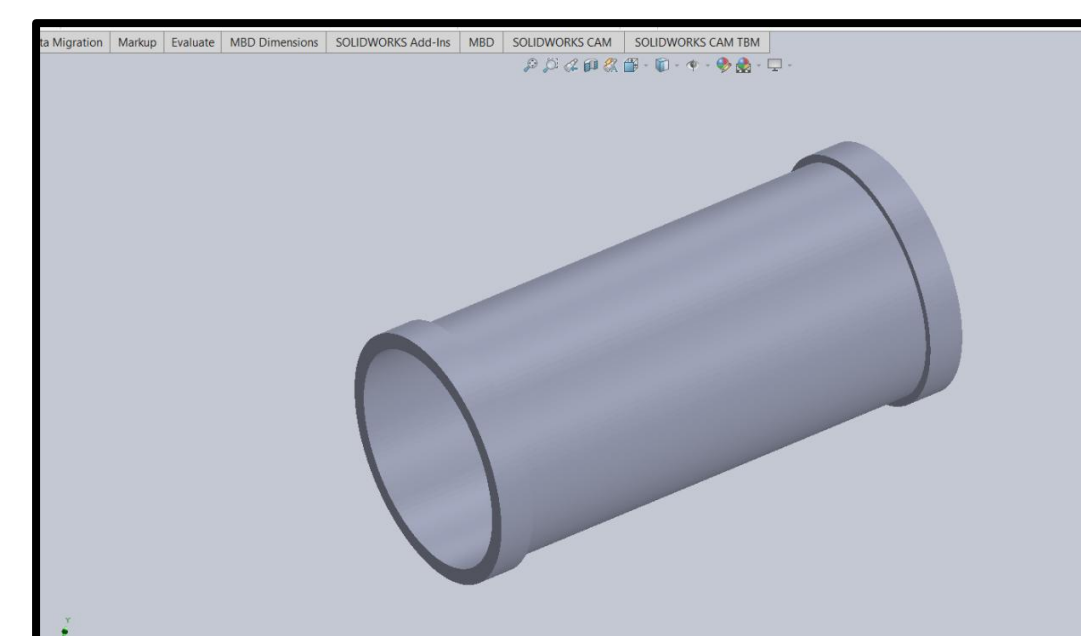 ta Migration Markup Evaluate MBD Dimensions SOLIDWORKS Add-Ins MBD SOLIDWORKS CAM SOLIDWORKS CAM TBM
Y